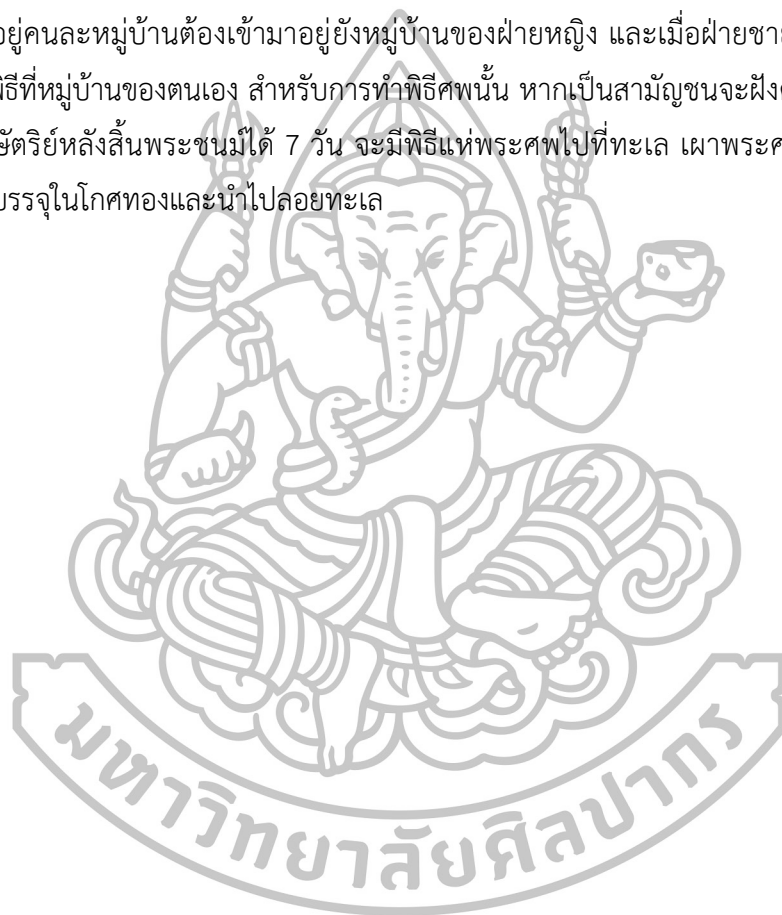 อยู่คนละหมู่บ้านต้องเข้ามาอยู่ยังหมู่บ้านของฝ่ายหญิง และเมื่อฝ่ายชาย
พิธีที่หมู่บ้านของตนเอง สำหรับการทำพิธีศพนั้น หากเป็นสามัญชนจะฝัง
ษัตริย์หลังสิ้นพระชนม์ได้ 7 วัน จะมีพิธีแห่พระศพไปที่ทะเล เผาพระศ
บรรจุในโกศทองและนำไปลอยทะเล
มหาวิทยาลัยศิลปากร